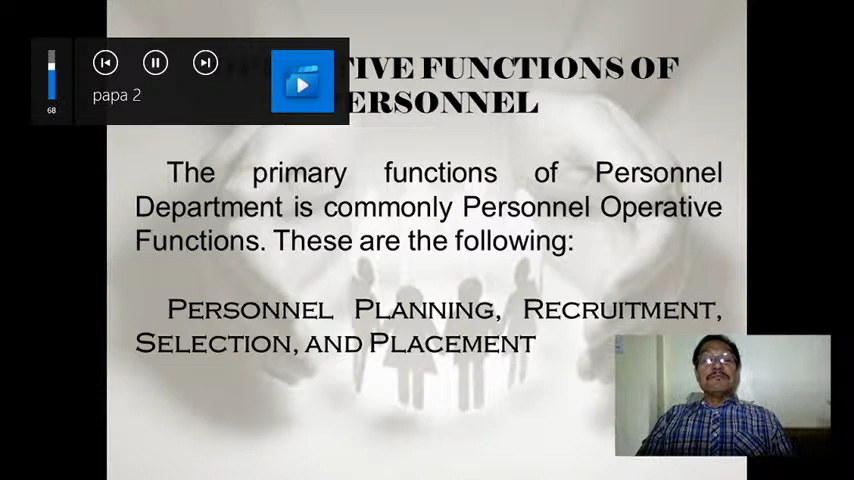 TIVE FUNCTIONS OF
ERSONNEL
68
papa 2
The primary functions of Personnel
Department is commonly Personnel Operative
Functions. These are the following:
PERSONNEL PLANNING, RECRUITMENT,
SELECTION, AND PLACEMENT